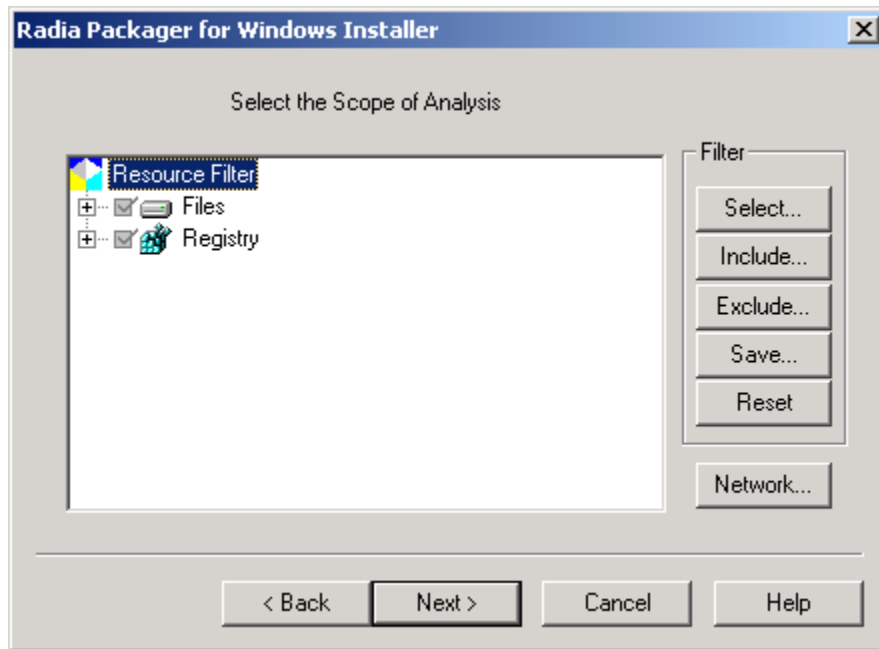 Radia Packager for Windows Installer
Select the Scope of Analysis
Resource Filter
Files
Registry
Filter
Select...
Include...
Exclude...
Save...
Reset
Network...
< Back
Next >
Cancel
Help